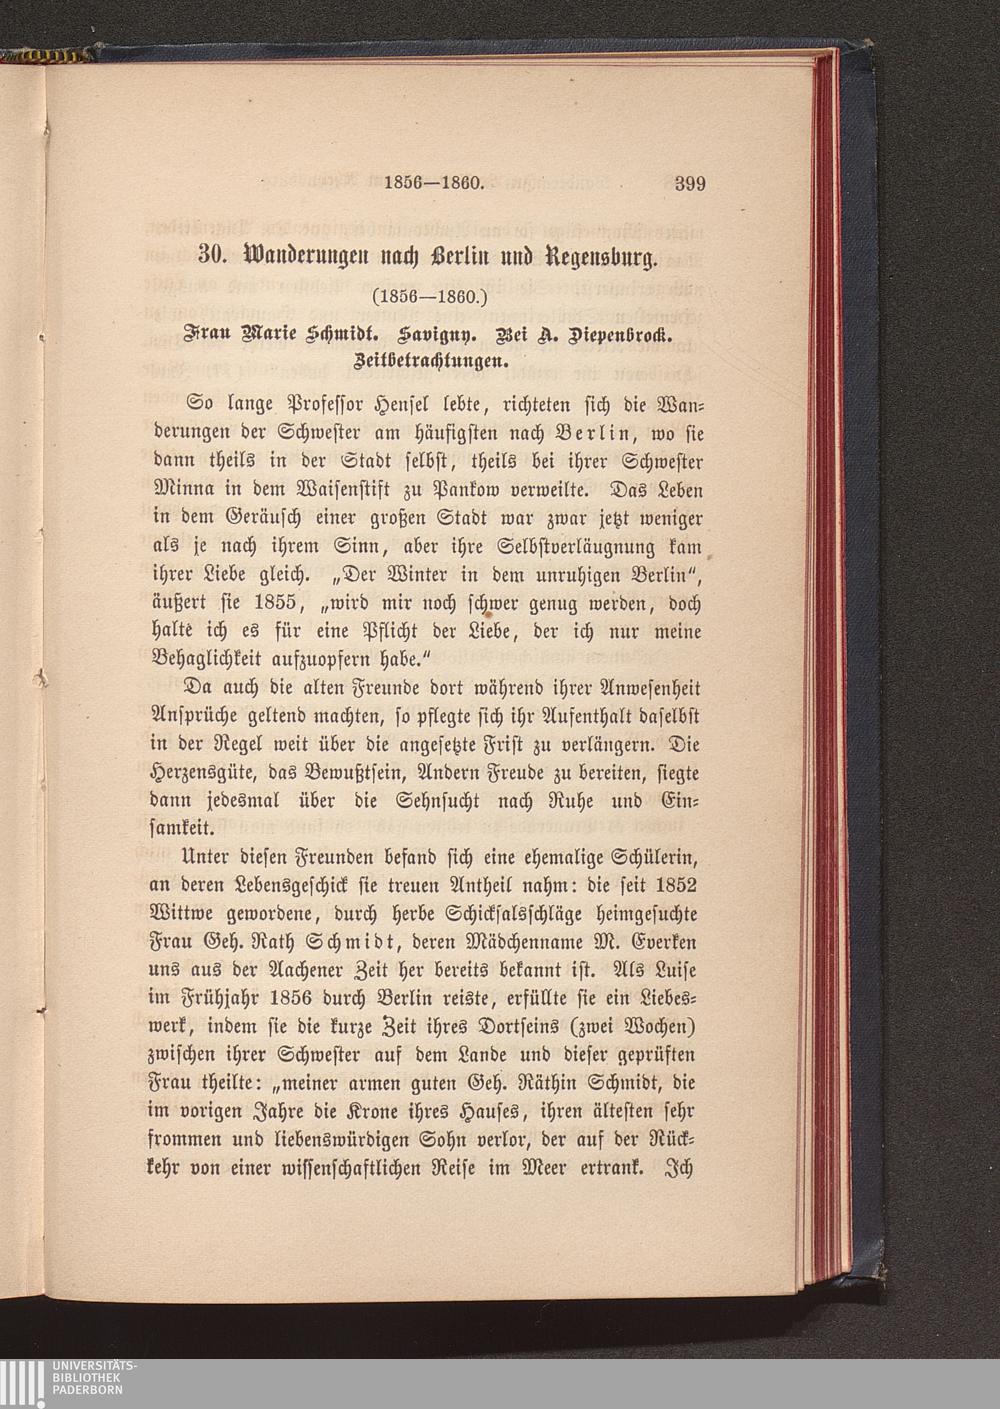 1856—1860. 399
30. Wanderungen nach Berlin und Regensburg.
(1856—1860.)
Frau Marie Schmidt. Savigny. Bei A. Diepenbrock.
Zeitbetrachtungen.
So lange Professor Hensel lebte, richteten sich die Wan-
derungen der Schwester am häufigsten nach Berlin, wo sie
dann theils in der Stadt selbst, theils bei ihrer Schwester
Minna in dem Waisenstift zu Pankow verweilte. Das Leben
in dem Geräusch einer großen Stadt war zwar jetzt weniger
als je nach ihrem Sinn, aber ihre Selbstverläugnung kam
ihrer Liebe gleich. „Der Winter in dem unruhigen Berlin“,
äußert sie 1855, „wird mir noch schwer genug werden, doch
halte ich es für eine Pflicht der Liebe, der ich nur meine
Behaglichkeit aufzuopfern habe.“
Da auch die alten Freunde dort während ihrer Anwesenheit
Ansprüche geltend machten, so pflegte sich ihr Aufenthalt daselbst
in der Regel weit über die angesetzte Frist zu verlängern. Die
Herzensgüte, das Bewußtsein, Andern Freude zu bereiten, siegte
dann jedesmal über die Sehnsucht nach Ruhe und Ein-
samkeit.
Unter diesen Freunden befand sich eine ehemalige Schülerin,
an deren Lebensgeschick sie treuen Antheil nahm: die seit 1852
Wittwe gewordene, durch herbe Schicksalsschläge heimgesuchte
Frau Geh. Rath Schmidt, deren Mädchenname M. Everken
uns aus der Aachener Zeit her bereits bekannt ist. Als Luise
im Frühjahr 1856 durch Berlin reiste, erfüllte sie ein Liebes-
werk, indem sie die kurze Zeit ihres Dortseins (zwei Wochen)
zwischen ihrer Schwester auf dem Lande und dieser geprüften
Frau theilte: „meiner armen guten Geh. Räthin Schmidt, die
im vorigen Jahre die Krone ihres Hauses, ihren ältesten sehr
frommen und liebenswürdigen Sohn verlor, der auf der Rück-
kehr von einer wissenschaftlichen Reise im Meer ertrank. Ich
UNIVERSITÄTS-
BIBLIOTHEK
PADERBORN